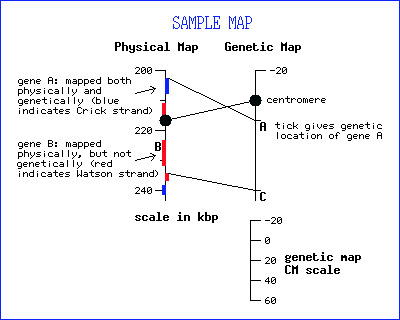 SAMPLE MAP
Physical Map
Genetic Map
200
-20
gene A: mapped both
physically and
genetically (blue
indicates Crick strand)
centromere
220
A
tick gives genetic
location of gene A
gene B: mapped
physically, but not
genetically (red
indicates Watson strand)
B
240
C
scale in kbp
-20
0
20
40
60
genetic map
CM scale